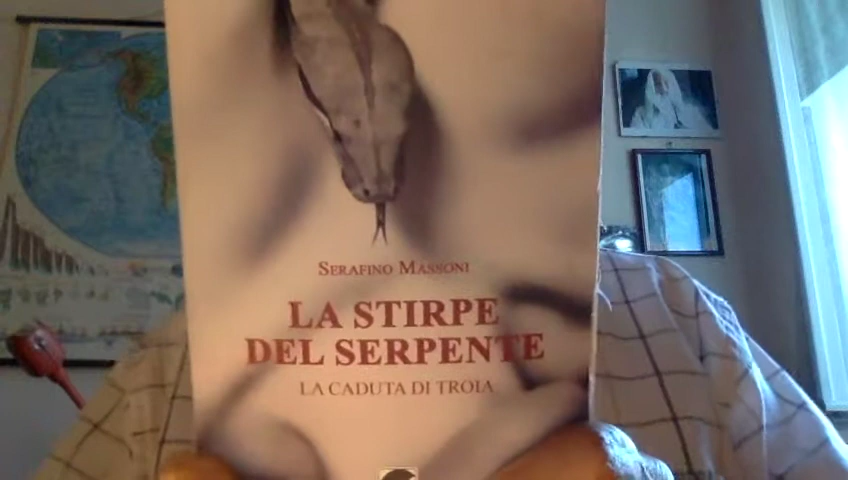 SERAFINO MASSONI
LA STIRPE
DEL SERPENTE
LA CADUTA DI TROIA